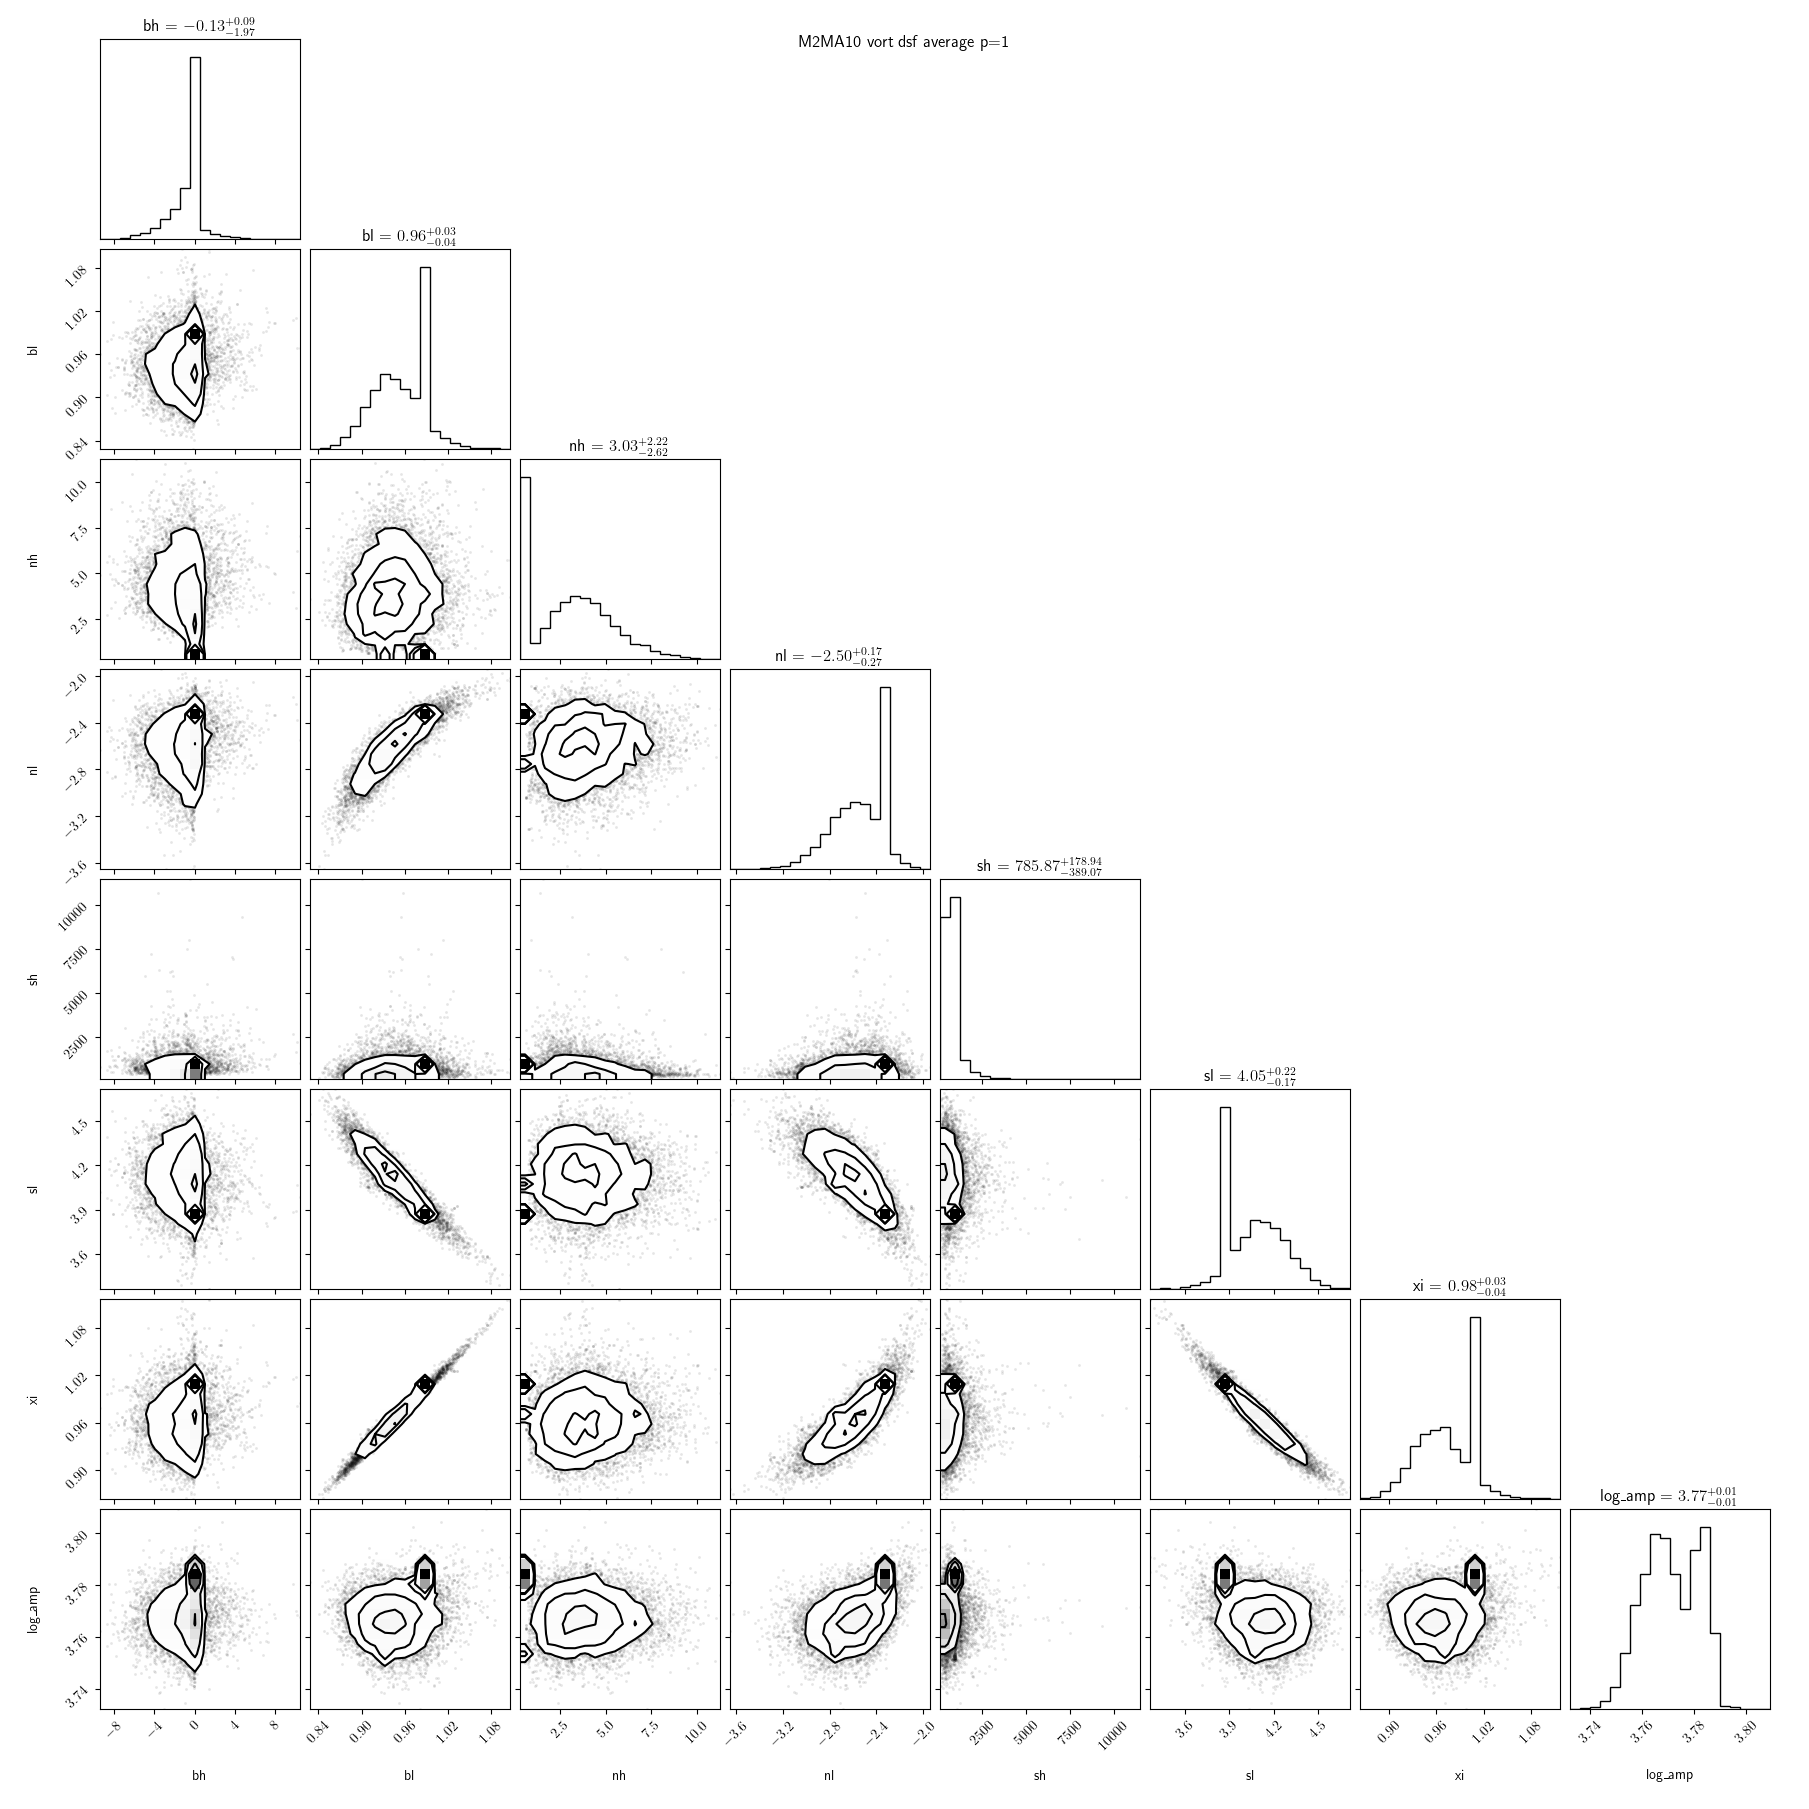 M2MA10 vort dsf average p=1
bh = −0.13^{+0.09}_{−1.97}
bl = 0.96^{+0.03}_{−0.04}
1.08
1.02
0.96
0.90
0.84
bl
nh = 3.03^{+2.22}_{−2.62}
10.0
7.5
5.0
2.5
nh
nl = −2.50^{+0.17}_{−0.27}
−2.0
−2.4
−2.8
−3.2
−3.6
nl
sh = 785.87^{+178.94}_{−389.07}
10000
7500
5000
2500
sh
sl = 4.05^{+0.22}_{−0.17}
4.5
4.2
3.9
3.6
sl
xi = 0.98^{+0.03}_{−0.04}
1.08
1.02
0.96
0.90
xi
log_amp = 3.77^{+0.01}_{−0.01}
3.80
3.78
3.76
3.74
log_amp
−8 −4 0 4 8
0.84 0.90 0.96 1.02 1.08
2.5 5.0 7.5 10.0
−3.6 −3.2 −2.8 −2.4 −2.0
2500 5000 7500 10000
3.6 3.9 4.2 4.5
0.90 0.96 1.02 1.08
3.74 3.76 3.78 3.80
bh bl nh nl sh sl xi log_amp